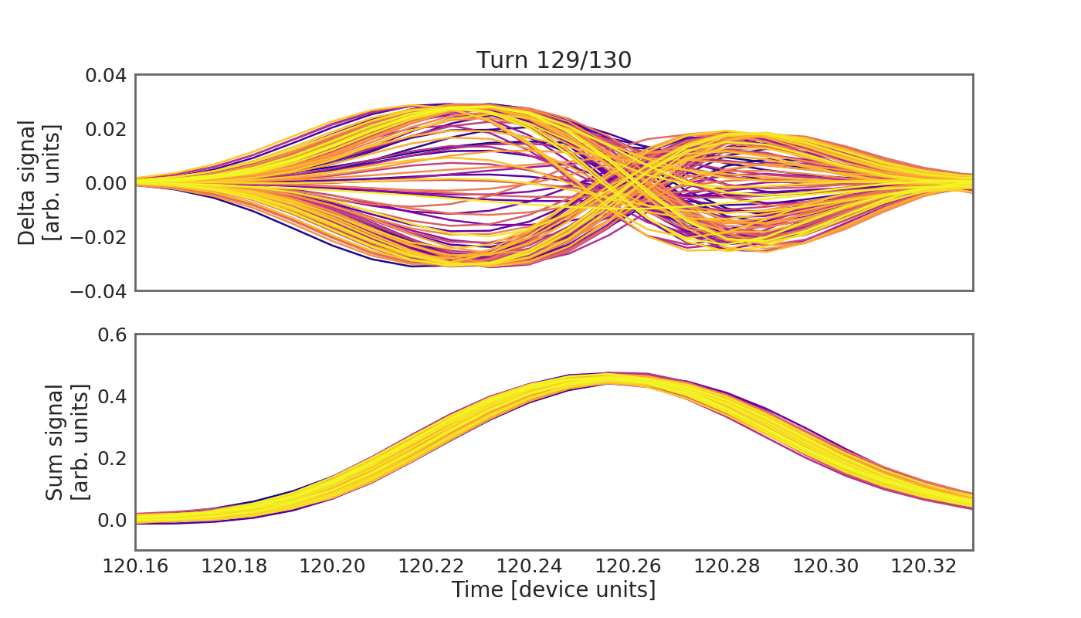 Turn 129/130
Delta signal
[arb. units]
0.04
0.02
0.00
−0.02
−0.04
Sum signal
[arb. units]
0.6
0.4
0.2
0.0
120.16 120.18 120.20 120.22 120.24 120.26 120.28 120.30 120.32
Time [device units]